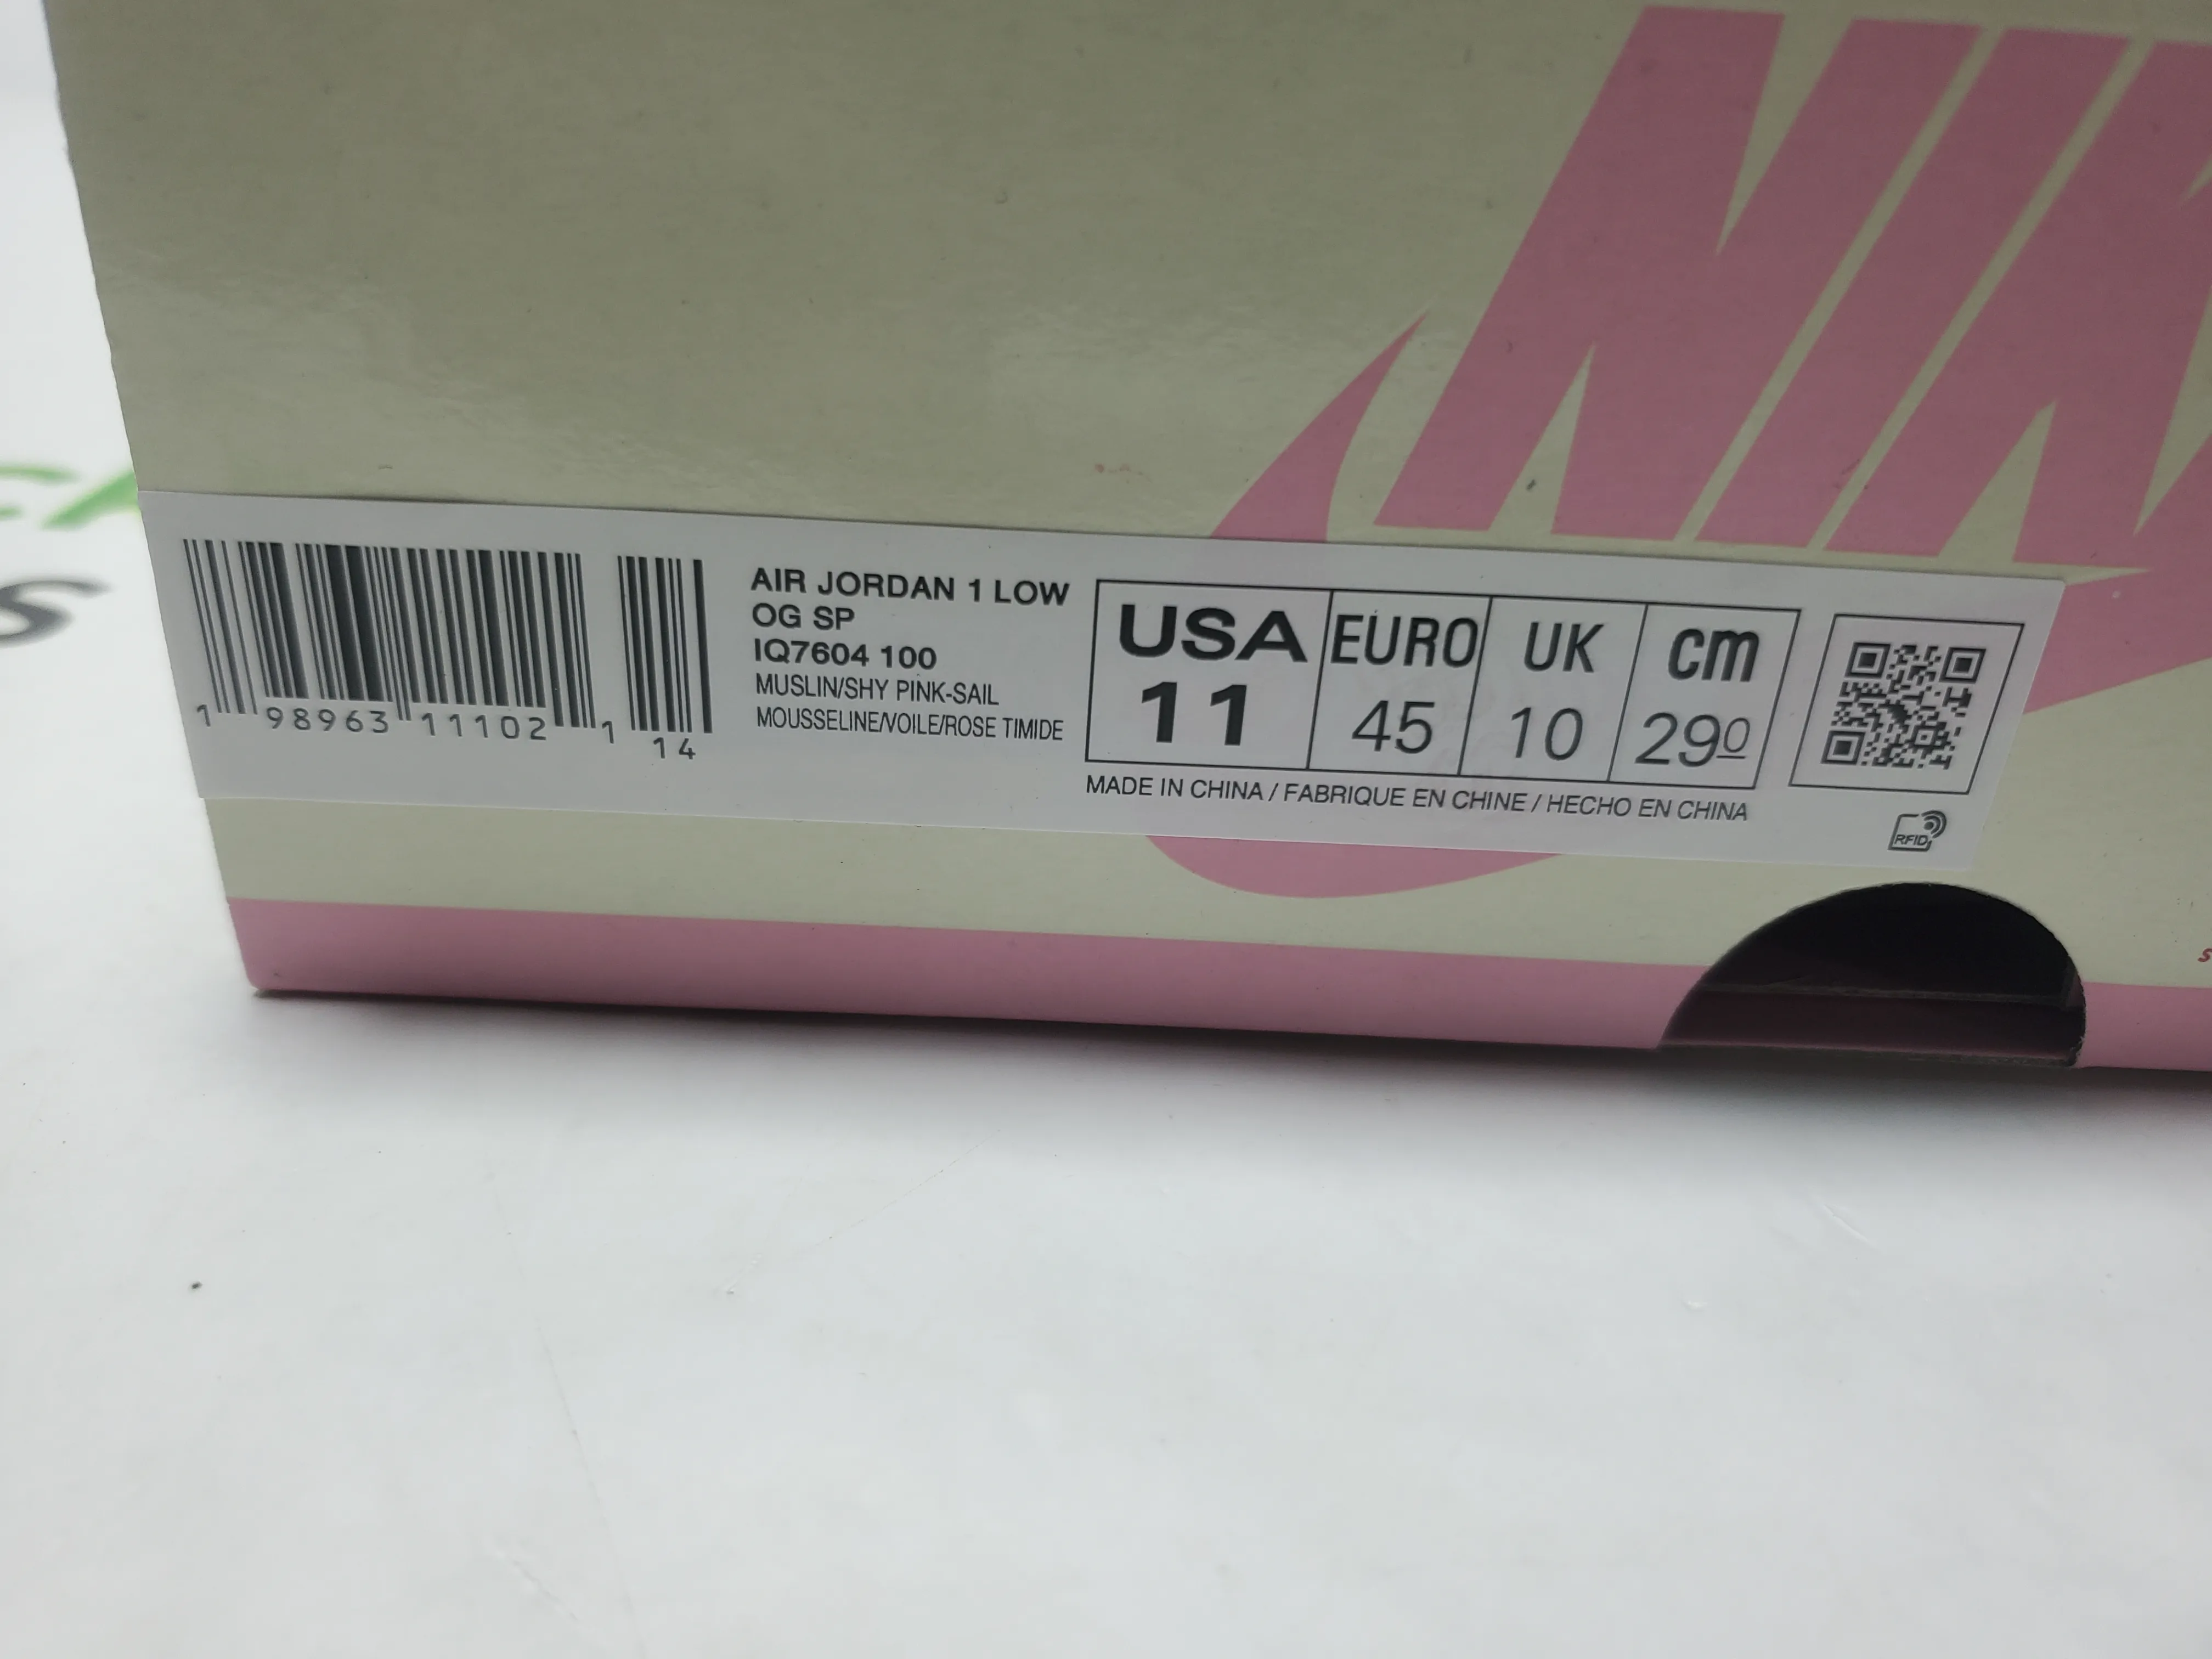 NIK
AIR JORDAN 1 LOW
OG SP
IQ7604 100
MUSLIN/SHY PINK-SAIL
MOUSSELINE/VOILE/ROSE TIMIDE
1 98963 11102 1 14
USA EURO UK cm
11 45 10 290
MADE IN CHINA / FABRIQUE EN CHINE / HECHO EN CHINA
RFID